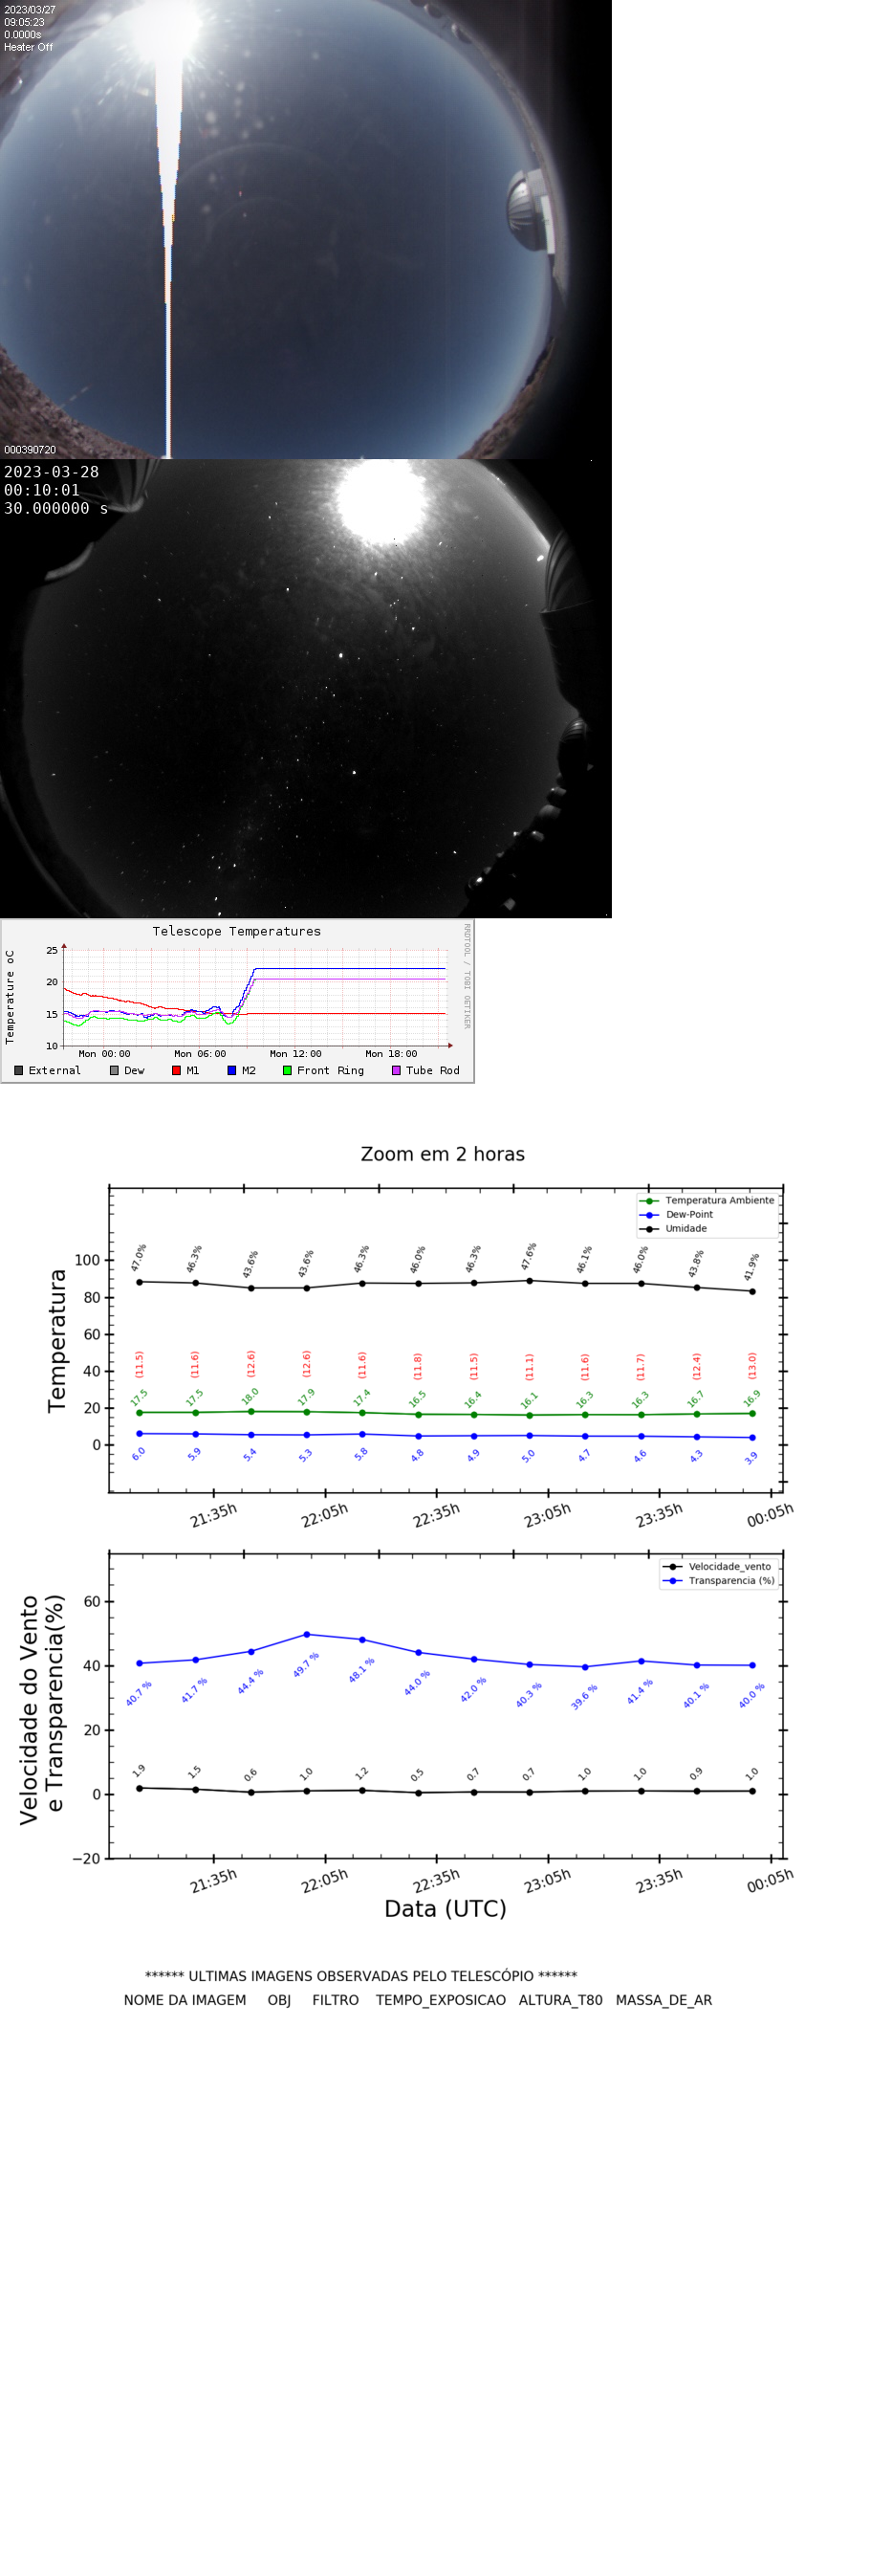 2023/03/27
09:05:23
0.0000s
Heater Off
000390720
2023-03-28
00:10:01
30.000000 s
Telescope Temperatures
RRDTOOL / TOBI OETIKER
Temperature oC
25
20
15
10
Mon 00:00 Mon 06:00 Mon 12:00 Mon 18:00
External Dew M1 M2 Front Ring Tube Rod
Zoom em 2 horas
Temperatura Ambiente
Dew-Point
Umidade
Temperatura
100
80
60
40
20
0
47.0% 46.3% 43.6% 43.6% 46.3% 46.0% 46.3% 47.6% 46.1% 46.0% 43.8% 41.9%
(11.5) (11.6) (12.6) (12.6) (11.6) (11.8) (11.5) (11.1) (11.6) (11.7) (12.4) (13.0)
17.5 17.5 18.0 17.9 17.4 16.5 16.4 16.1 16.3 16.3 16.7 16.9
6.0 5.9 5.4 5.3 5.8 4.8 4.9 5.0 4.7 4.6 4.3 3.9
21:35h 22:05h 22:35h 23:05h 23:35h 00:05h
Velocidade_vento
Transparencia (%)
Velocidade do Vento
e Transparencia(%)
60
40
20
0
−20
40.7 % 41.7 % 44.4 % 49.7 % 48.1 % 44.0 % 42.0 % 40.3 % 39.6 % 41.4 % 40.1 % 40.0 %
1.9 1.5 0.6 1.0 1.2 0.5 0.7 0.7 1.0 1.0 0.9 1.0
21:35h 22:05h 22:35h 23:05h 23:35h 00:05h
Data (UTC)
****** ULTIMAS IMAGENS OBSERVADAS PELO TELESCÓPIO ******
NOME DA IMAGEM OBJ FILTRO TEMPO_EXPOSICAO ALTURA_T80 MASSA_DE_AR